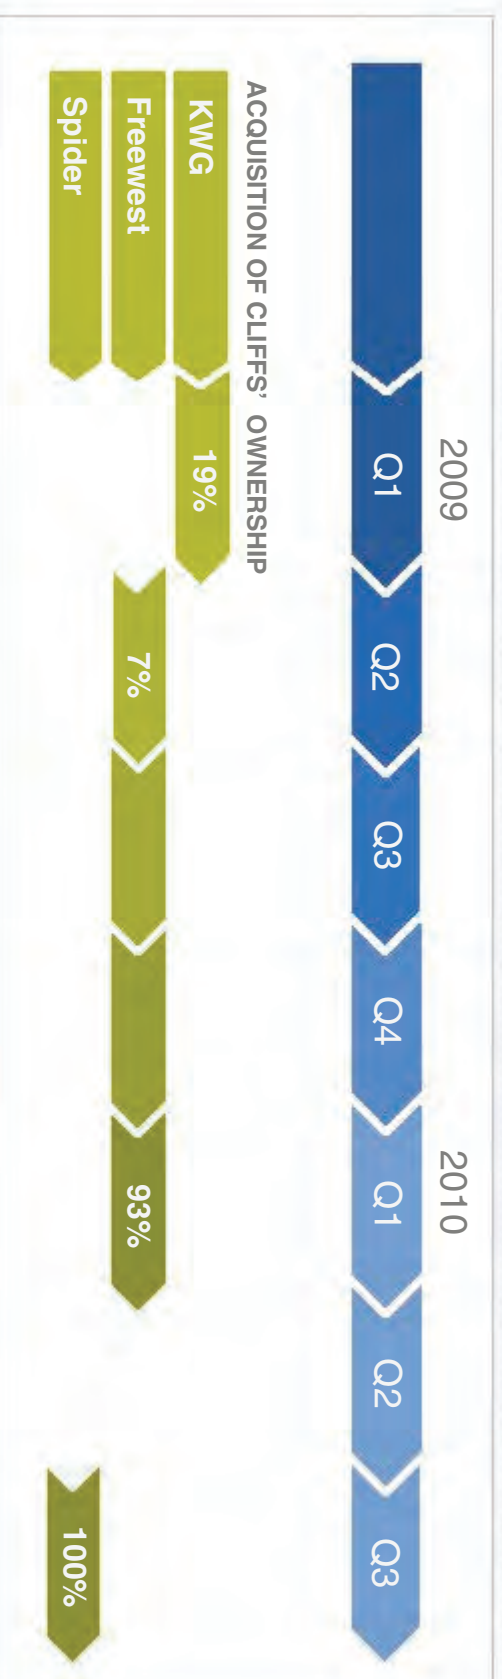 2009 2010
Q1 Q2 Q3 Q4 Q1 Q2 Q3
ACQUISITION OF CLIFFS' OWNERSHIP
KWG 19%
Freewest 7% 93%
Spider 100%